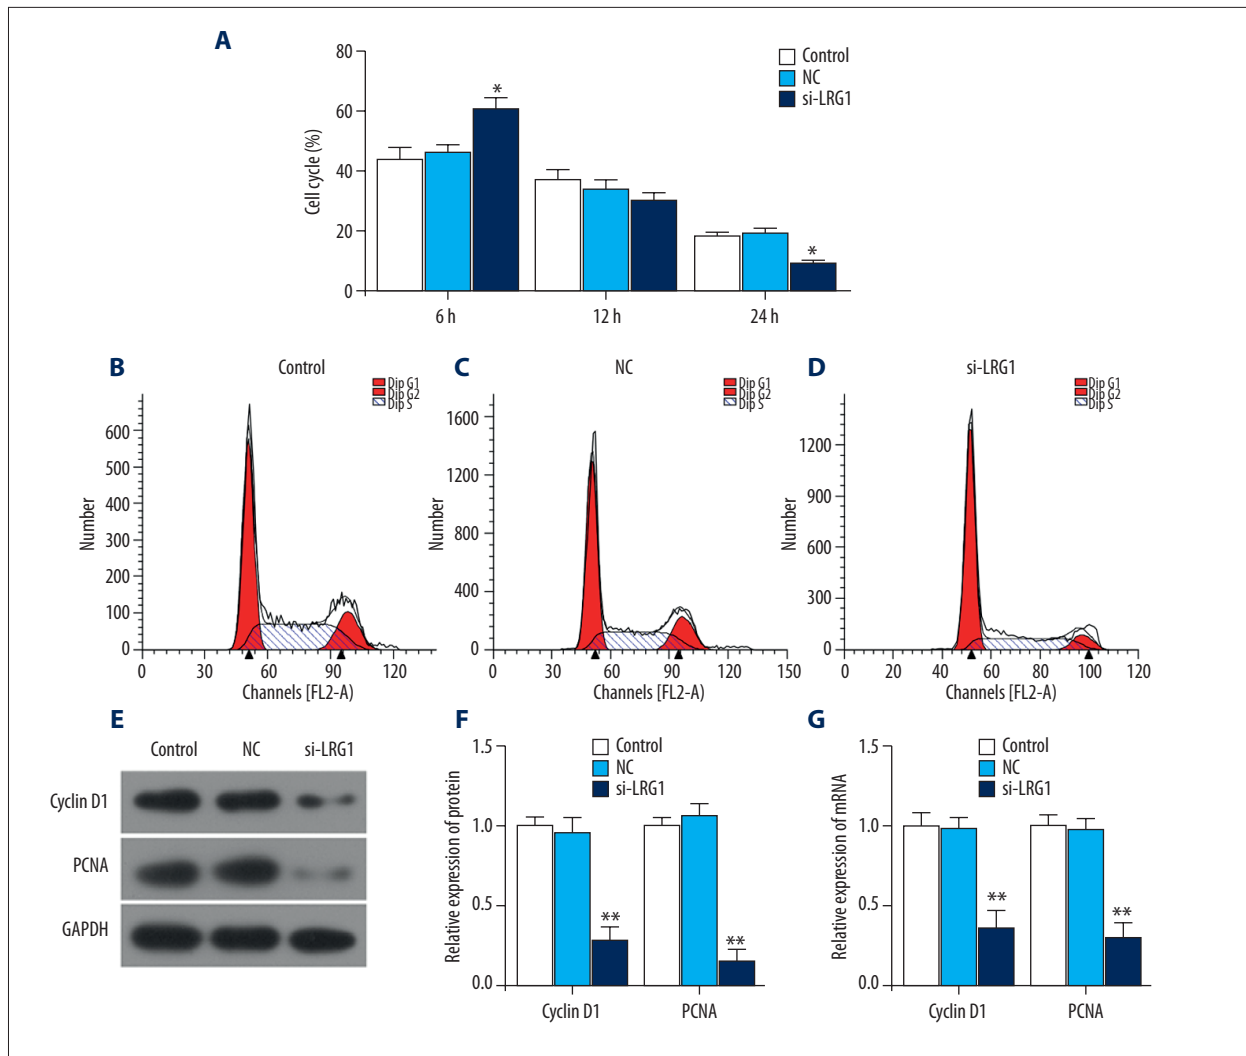 A
80
60
40
20
0
Cell cycle (%)
Control
NC
si-LRG1
*
*
6 h
12 h
24 h
B
Control
Dip G1
Dip G2
Dip S
600
500
400
300
200
100
0
Number
0 30 60 90 120
Channels [FL2-A]
C
NC
Dip G1
Dip G2
Dip S
1600
1200
800
400
0
Number
0 30 60 90 120 150
Channels [FL2-A]
D
si-LRG1
Dip G1
Dip G2
Dip S
1200
900
600
300
0
Number
0 20 40 60 80 100 120
Channels [FL2-A]
E
Control NC si-LRG1
Cyclin D1
PCNA
GAPDH
F
1.5
1.0
0.5
0.0
Relative expression of protein
Control
NC
si-LRG1
**
**
Cyclin D1 PCNA
G
1.5
1.0
0.5
0.0
Relative expression of mRNA
Control
NC
si-LRG1
**
**
Cyclin D1 PCNA